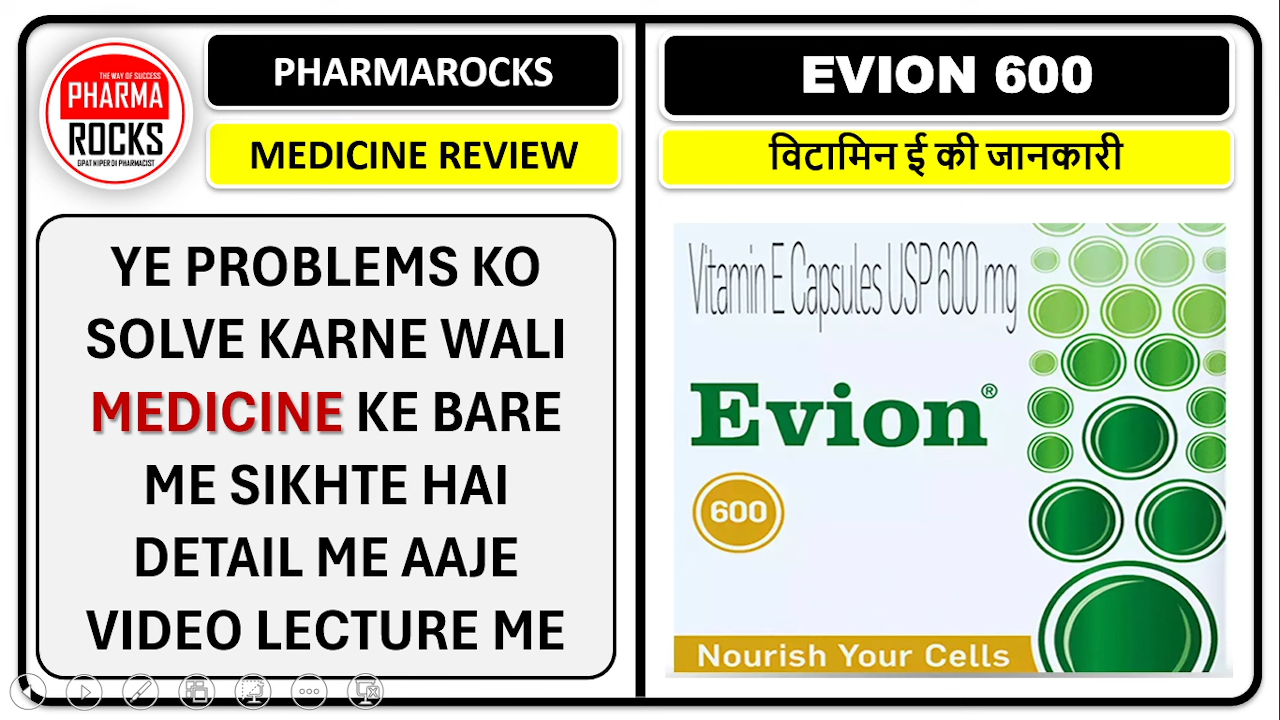 THE WAY OF SUCCESS
PHARMA
ROCKS
GPAT NIPER DI PHARMACIST
PHARMAROCKS
MEDICINE REVIEW
YE PROBLEMS KO
SOLVE KARNE WALI
MEDICINE KE BARE
ME SIKHTE HAI
DETAIL ME AAJE
VIDEO LECTURE ME
EVION 600
विटामिन ई की जानकारी
Vitamin E Capsules USP 600 mg
Evion®
600
Nourish Your Cells